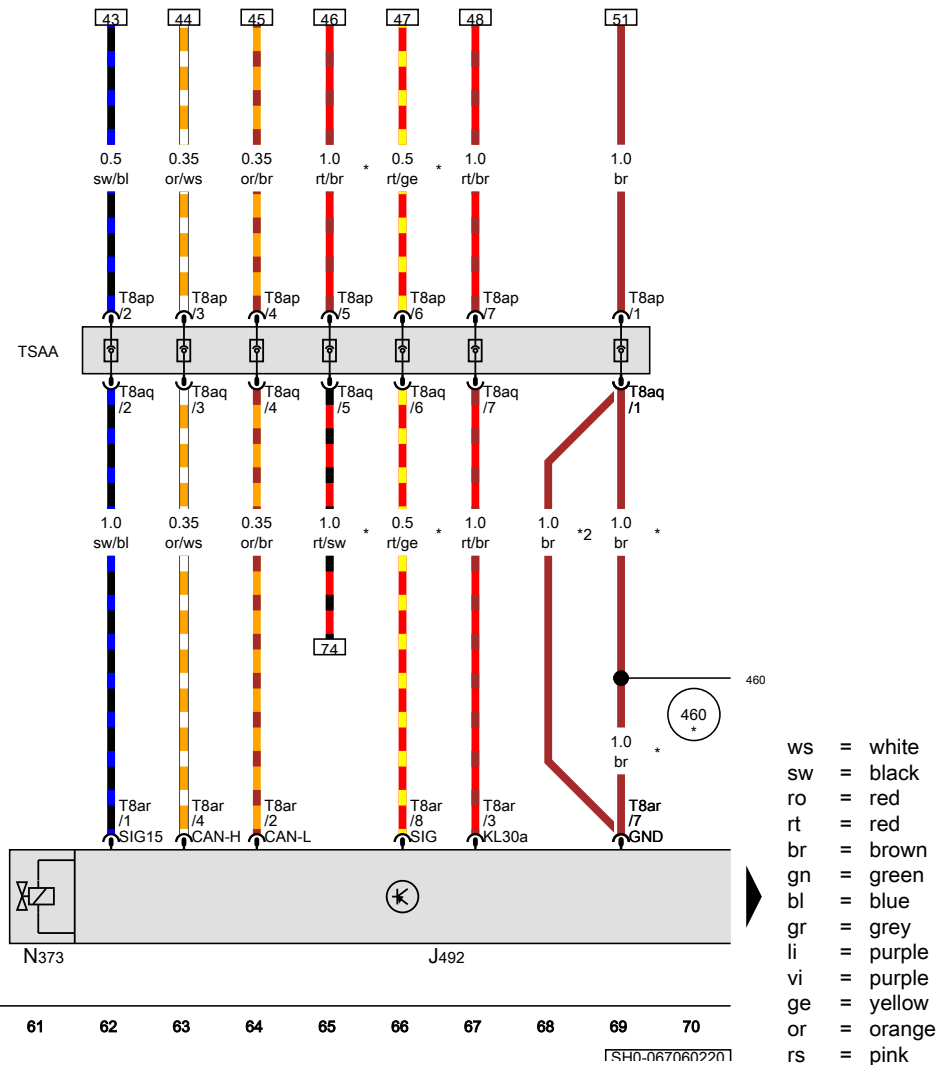 43 44 45 46 47 48 51
0.5 0.35 0.35 1.0 * 0.5 * 1.0 1.0
sw/bl or/ws or/br rt/br rt/ge rt/br br
T8ap T8ap T8ap T8ap T8ap T8ap T8ap
/2 /3 /4 /5 /6 /7 /1
TSAA
T8aq T8aq T8aq T8aq T8aq T8aq T8aq
/2 /3 /4 /5 /6 /7 /1
1.0 0.35 0.35 1.0 * 0.5 * 1.0 1.0 *2 1.0 *
sw/bl or/ws or/br rt/sw rt/ge rt/br br br
74
460
460
*
1.0 *
br
T8ar T8ar T8ar T8ar T8ar T8ar
/1 /4 /2 /8 /3 /7
SIG15 CAN-H CAN-L SIG KL30a GND
N373 J492
61 62 63 64 65 66 67 68 69 70
SH0-067060220
ws = white
sw = black
ro = red
rt = red
br = brown
gn = green
bl = blue
gr = grey
li = purple
vi = purple
ge = yellow
or = orange
rs = pink